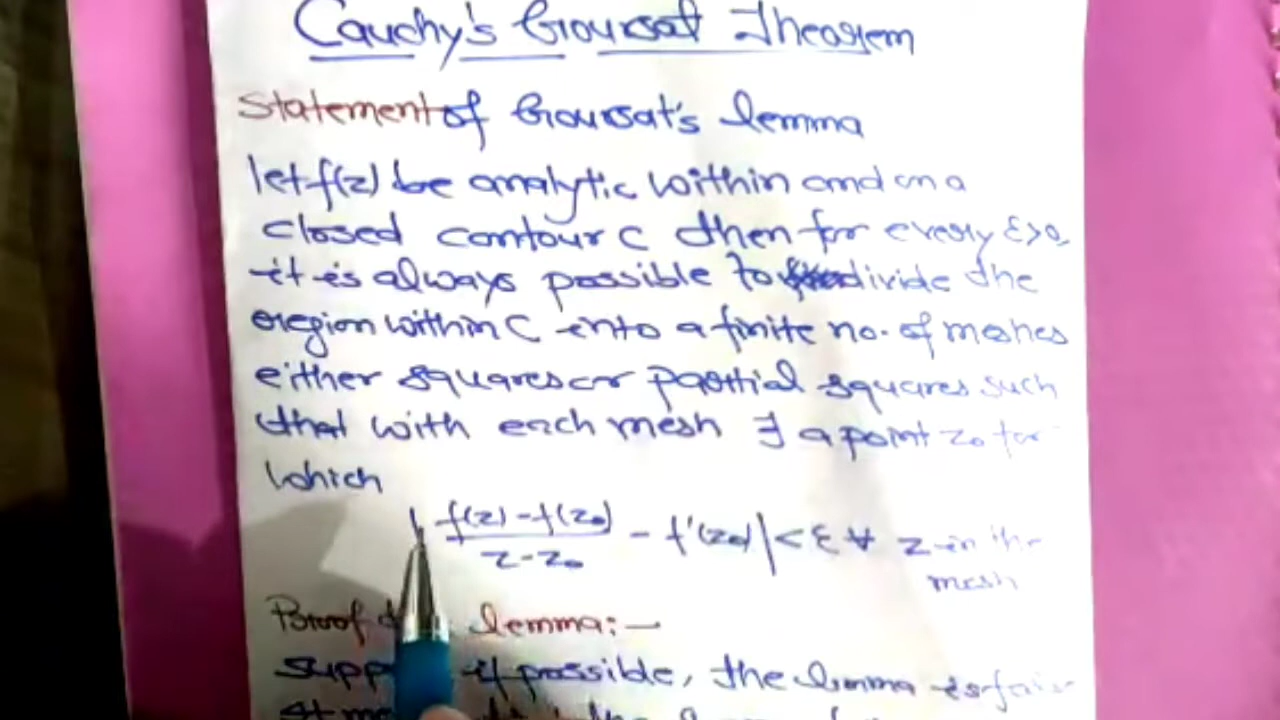 Cauchy's Goursat Theorem
Statement of Goursat's lemma
let f(z) be analytic within and on a
closed contour C then for every ε>0,
it is always possible to divide the
region within C into a finite no. of meshes
either squares or partial squares such
that with each mesh ∃ a point z₀ for
which
| f(z) - f(z₀) / z - z₀ - f'(z₀) | < ε ∀ z in the
mesh
Proof lemma :-
if possible, the lemma is